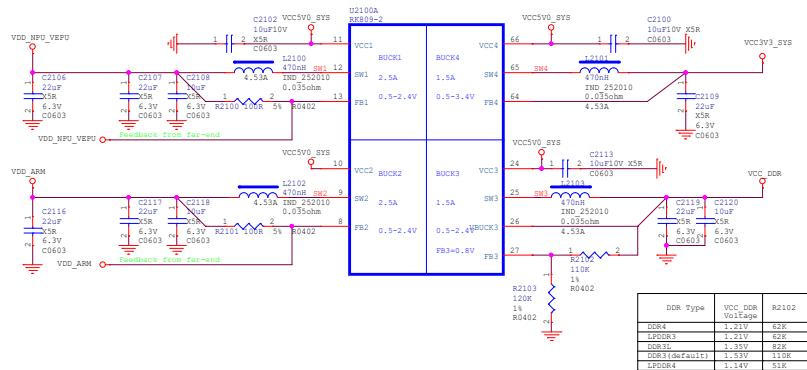 U2100A
RK809-2
C2102
10uF10V
X5R
C0603
VCC5V0_SYS
VDD_NPU_VEPU
11
VCC1
BUCK1
2.5A
0.5-2.4V
L2100
470nH
SW1
IND_252010
4.53A
0.035ohm
12
SW1
13
FB1
R2100
100R
5%
R0402
C2106
22uF
X5R
6.3V
C0603
C2107
22uF
X5R
6.3V
C0603
C2108
10uF
X5R
6.3V
C0603
VDD_NPU_VEPU
Feedback from far-end
VCC5V0_SYS
C2100
10uF10V X5R
C0603
66
VCC4
BUCK4
1.5A
0.5-3.4V
65
SW4
SW4
64
FB4
L2101
470nH
IND_252010
0.035ohm
4.53A
VCC3V3_SYS
C2109
22uF
X5R
6.3V
C0603
VDD_ARM
VCC5V0_SYS
10
VCC2
BUCK2
2.5A
0.5-2.4V
L2102
470nH
SW2
IND_252010
4.53A
0.035ohm
9
SW2
8
FB2
R2101
100R
5%
R0402
C2116
22uF
X5R
6.3V
C0603
C2117
22uF
X5R
6.3V
C0603
C2118
10uF
X5R
6.3V
C0603
VDD_ARM
Feedback from far-end
VCC5V0_SYS
C2113
10uF10V X5R
C0603
24
VCC3
BUCK3
1.5A
0.5-2.4V
FB3=0.8V
25
SW3
SW3
26
VBUCK3
27
FB3
L2103
470nH
IND_252010
0.035ohm
4.53A
VCC_DDR
C2119
22uF
X5R
6.3V
C0603
C2120
10uF
X5R
6.3V
C0603
1
2
R2102
110K
1%
R0402
R2103
120K
1%
R0402
DDR Type VCC_DDR Voltage R2102
DDR4 1.21V 62K
LPDDR3 1.21V 62K
DDR3L 1.35V 82K
DDR3(default) 1.53V 110K
LPDDR4 1.14V 51K